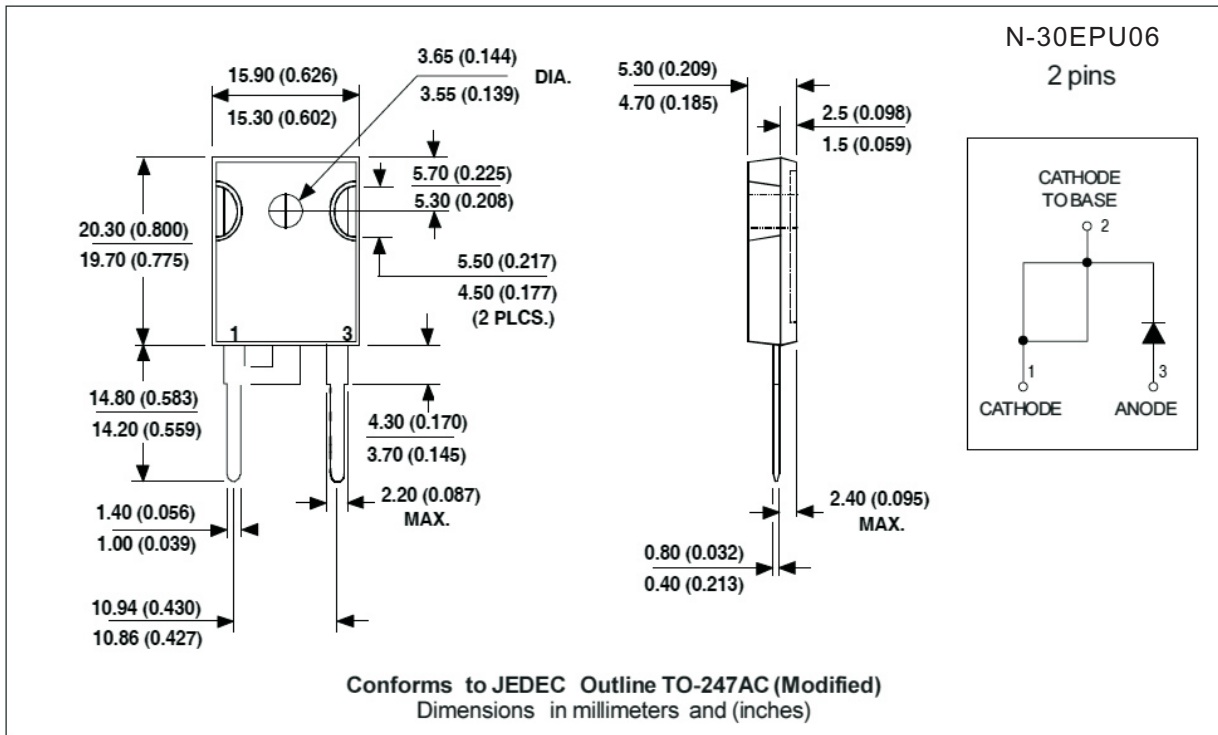 N-30EPU06
2 pins
3.65 (0.144)
3.55 (0.139)
DIA.
15.90 (0.626)
15.30 (0.602)
5.30 (0.209)
4.70 (0.185)
2.5 (0.098)
1.5 (0.059)
5.70 (0.225)
5.30 (0.208)
20.30 (0.800)
19.70 (0.775)
5.50 (0.217)
4.50 (0.177)
(2 PLCS.)
1
3
14.80 (0.583)
14.20 (0.559)
4.30 (0.170)
3.70 (0.145)
2.20 (0.087)
MAX.
1.40 (0.056)
1.00 (0.039)
10.94 (0.430)
10.86 (0.427)
2.40 (0.095)
MAX.
0.80 (0.032)
0.40 (0.213)
CATHODE
TO BASE
2
1
3
CATHODE
ANODE
Conforms to JEDEC Outline TO-247AC (Modified)
Dimensions in millimeters and (inches)